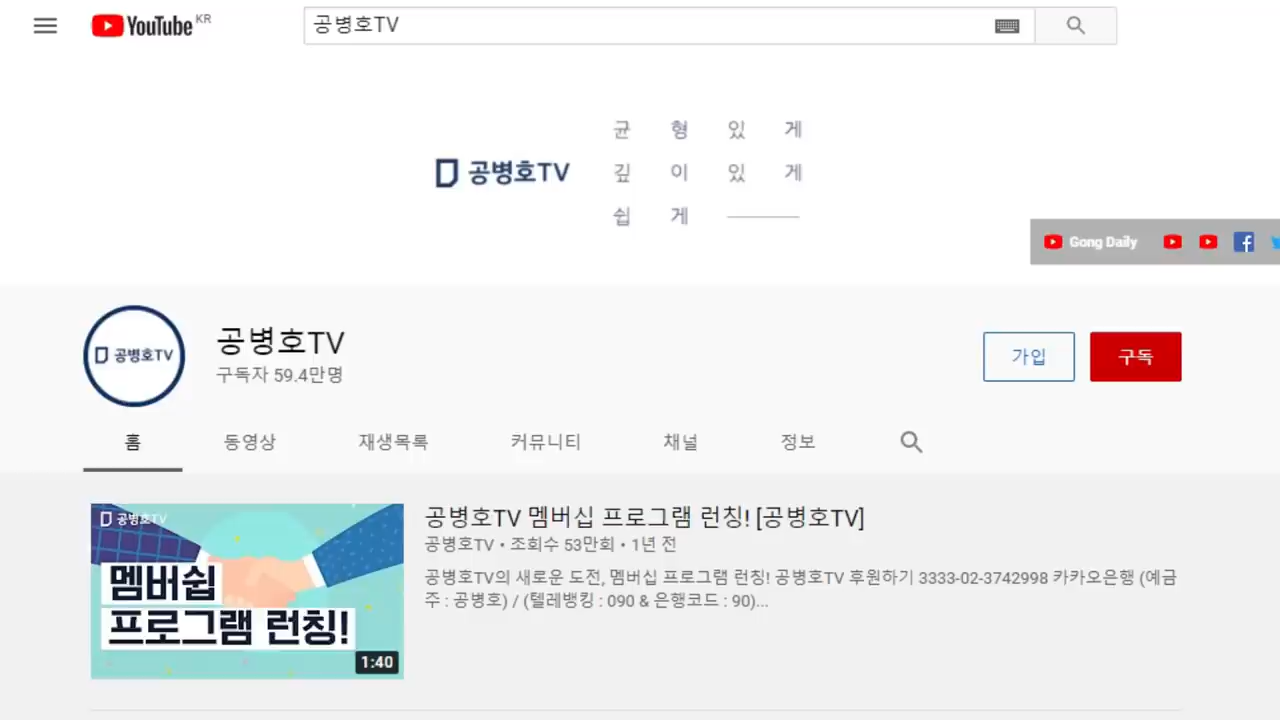 YouTube KR
공병호TV
균형있게
공병호TV
깊이있게
쉽게
Gong Daily
공병호TV
공병호TV
구독자 59.4만명
가입
구독
홈
동영상
재생목록
커뮤니티
채널
정보
공병호TV
멤버쉽
프로그램 런칭!
1:40
공병호TV 멤버십 프로그램 런칭! [공병호TV]
공병호TV • 조회수 53만회 • 1년 전
공병호TV의 새로운 도전, 멤버십 프로그램 런칭! 공병호TV 후원하기 3333-02-3742998 카카오은행 (예금
주 : 공병호) / (텔레뱅킹 : 090 & 은행코드 : 90)...